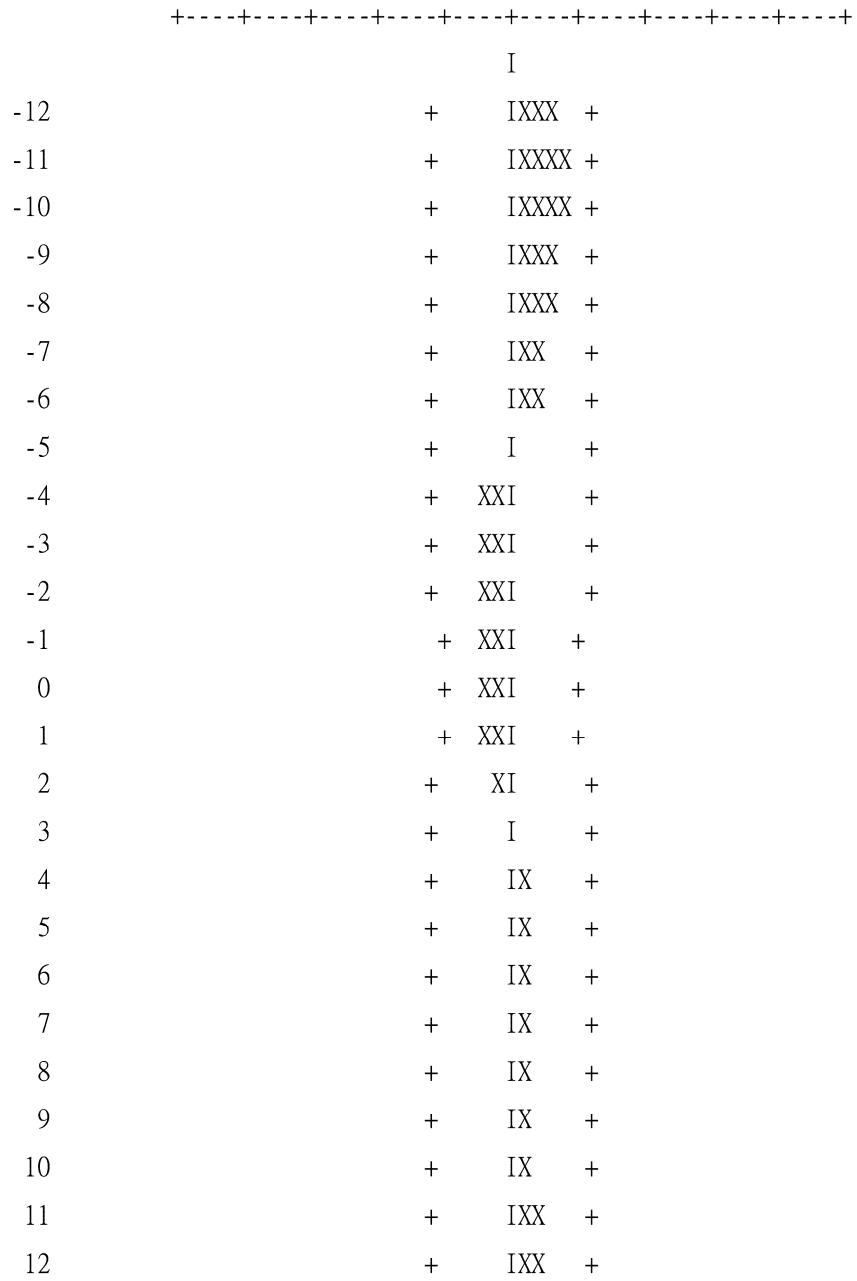 +----+----+----+----+----+----+----+----+----+----+
I
-12 + IXXX +
-11 + IXXXX +
-10 + IXXXX +
-9 + IXXX +
-8 + IXXX +
-7 + IXX +
-6 + IXX +
-5 + I +
-4 + XXI +
-3 + XXI +
-2 + XXI +
-1 + XXI +
0 + XXI +
1 + XXI +
2 + XI +
3 + I +
4 + IX +
5 + IX +
6 + IX +
7 + IX +
8 + IX +
9 + IX +
10 + IX +
11 + IXX +
12 + IXX +